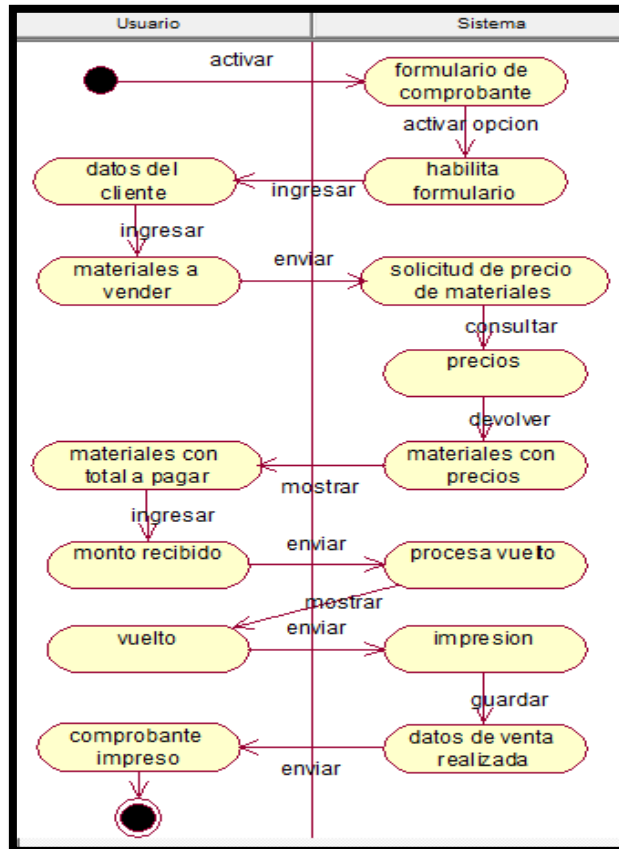 Usuario
Sistema
activar
formulario de
comprobante
activar opcion
datos del
cliente
ingresar
habilita
formulario
ingresar
materiales a
vender
enviar
solicitud de precio
de materiales
consultar
precios
devolver
materiales con
total a pagar
mostrar
materiales con
precios
ingresar
monto recibido
enviar
procesa vuelto
mostrar
vuelto
enviar
impresion
guardar
comprobante
impreso
enviar
datos de venta
realizada